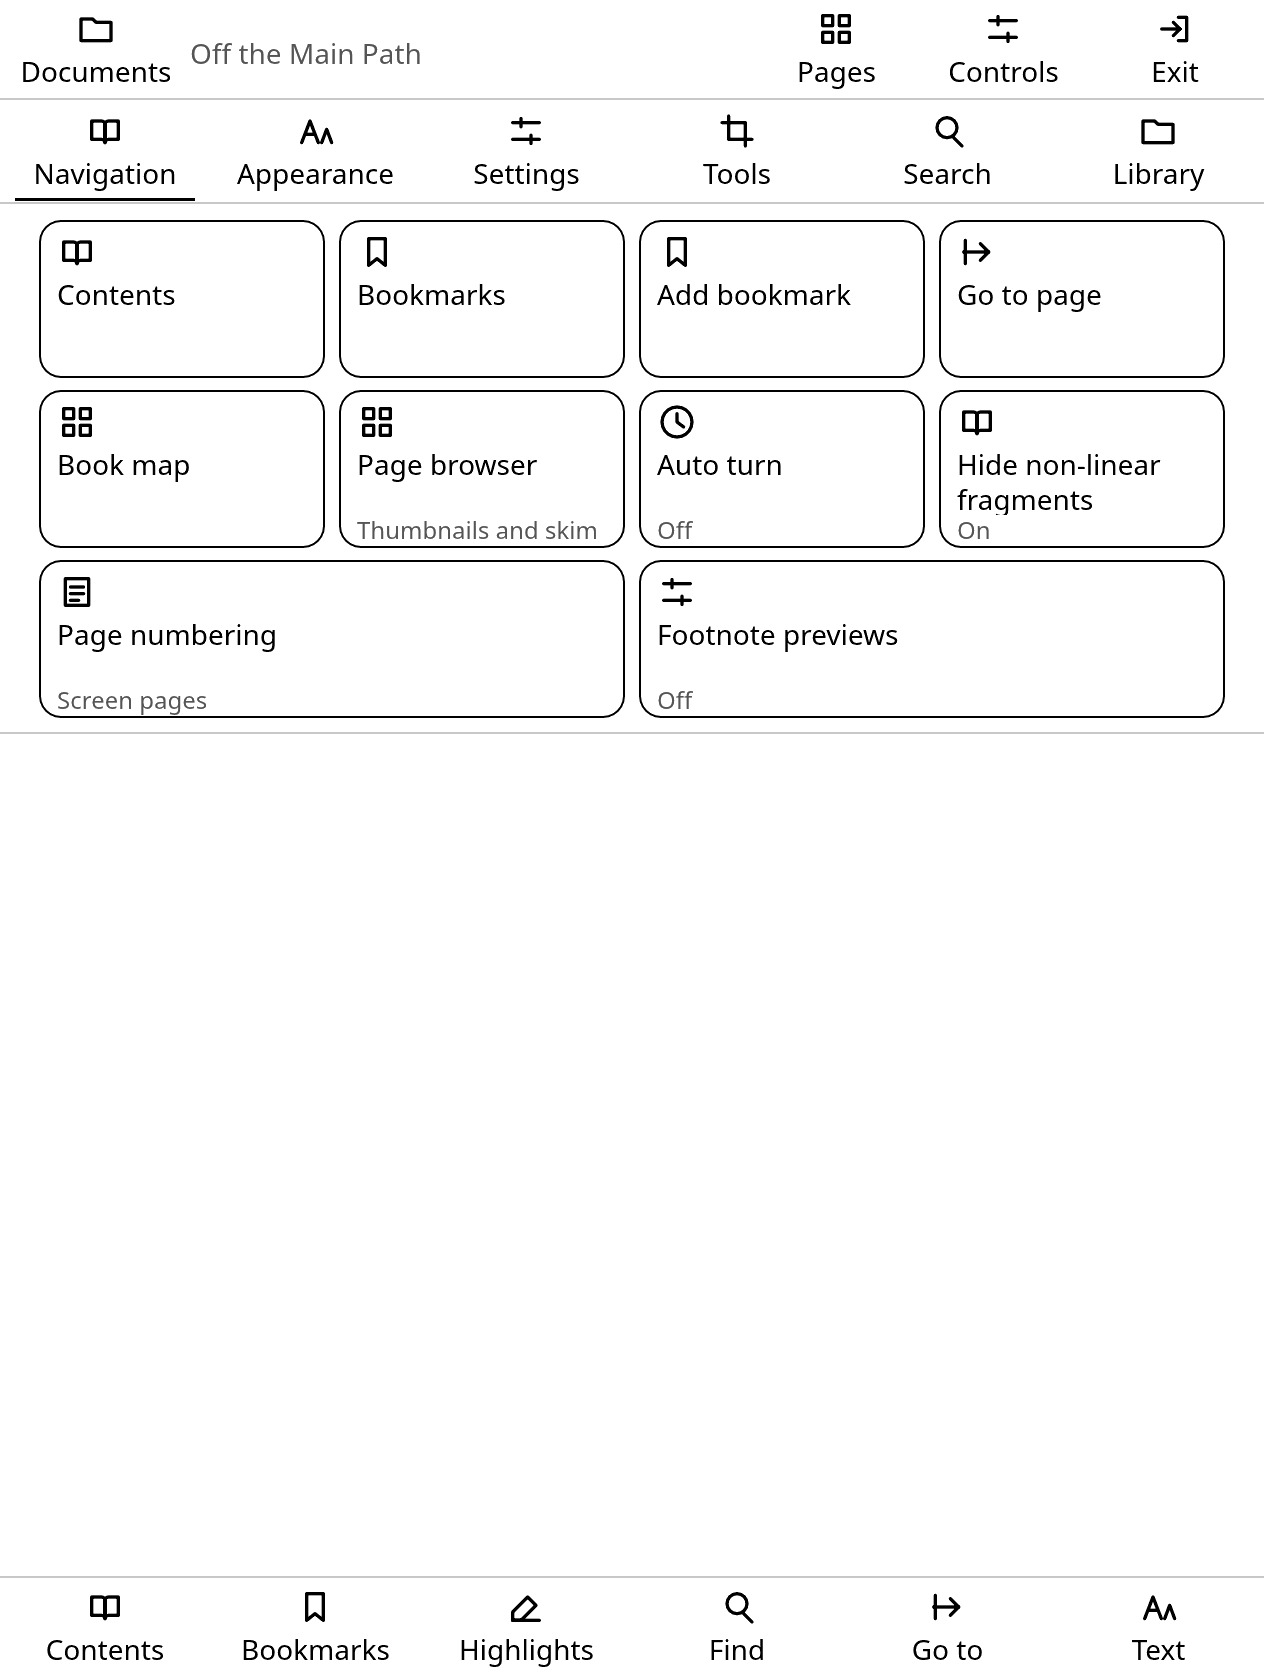 Documents
Off the Main Path
Pages
Controls
Exit
Navigation
Appearance
Settings
Tools
Search
Library
Contents
Bookmarks
Add bookmark
Go to page
Book map
Page browser
Thumbnails and skim
Auto turn
Off
Hide non-linear
fragments
On
Page numbering
Screen pages
Footnote previews
Off
Contents
Bookmarks
Highlights
Find
Go to
Text